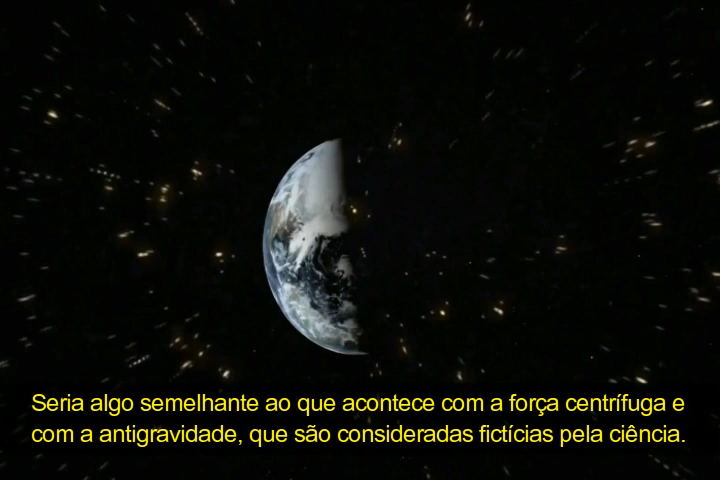 Seria algo semelhante ao que acontece com a força centrífuga e
com a antigravidade, que são consideradas fictícias pela ciência.